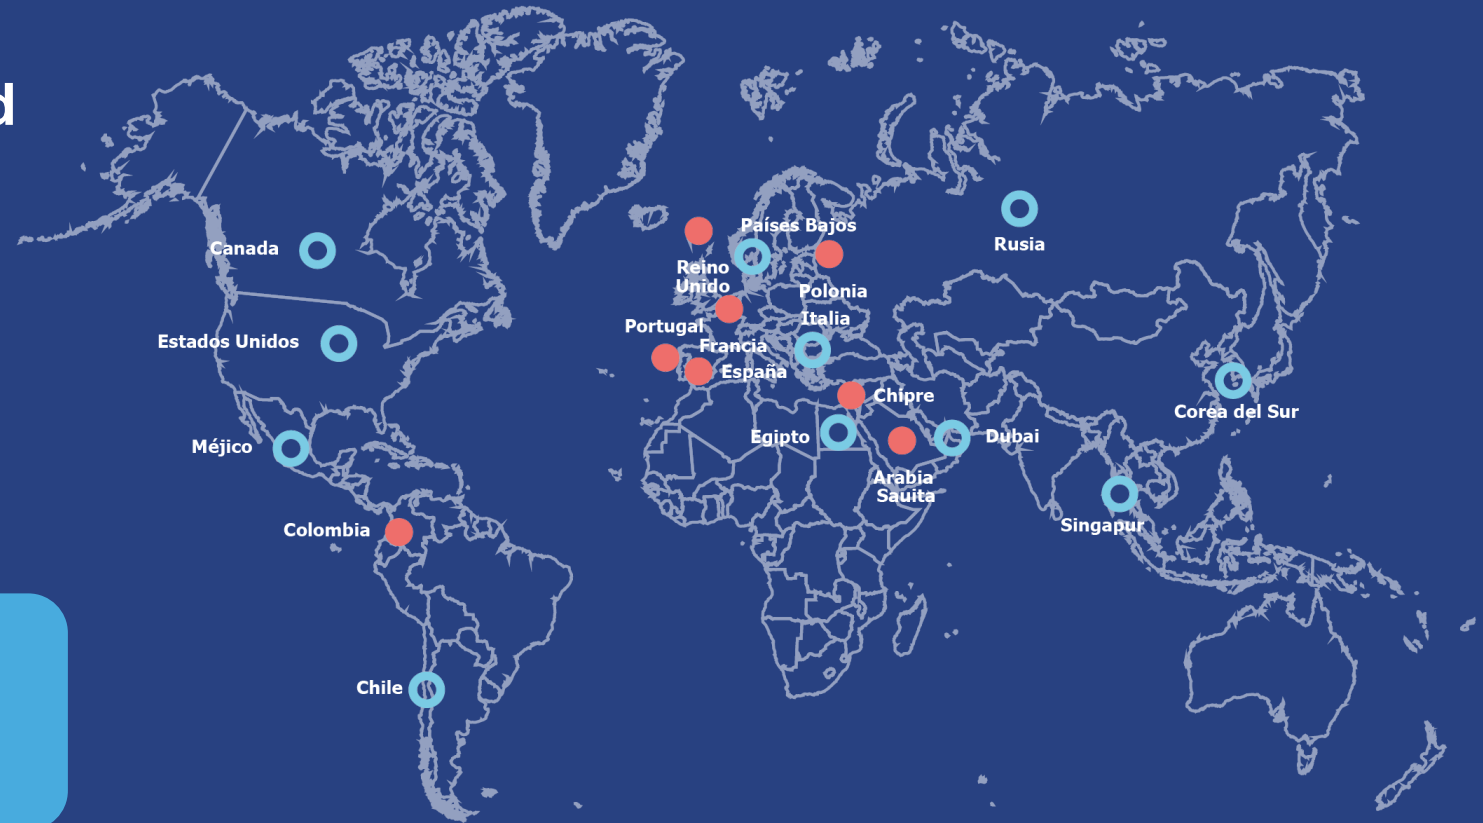 d
Países Bajos
Rusia
Canada
Reino
Unido
Polonia
Italia
Portugal
Estados Unidos
Francia
España
Chipre
Corea del Sur
Egipto
Dubai
Méjico
Arabia
Sauita
Singapur
Colombia
Chile